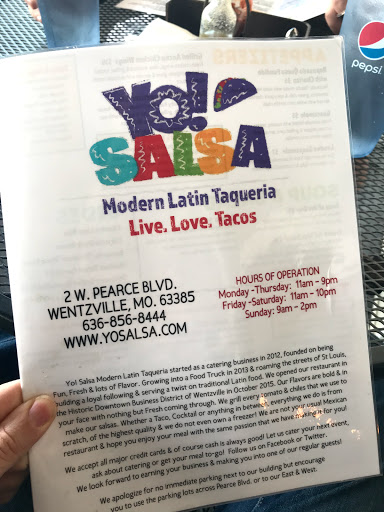 pepsi
YO!
SALSA
Modern Latin Taqueria
Live. Love. Tacos
2 W. PEARCE BLVD.
WENTZVILLE, MO. 63385
636-856-8444
WWW.YOSALSA.COM
HOURS OF OPERATION
Monday -Thursday: 11am - 9pm
Friday -Saturday: 11am - 10pm
Sunday: 9am - 2pm
Yo! Salsa Modern Latin Taqueria started as a catering business in 2012, founded on being
Fun, Fresh & lots of Flavor. Growing into a Food Truck in 2013 & roaming the streets of St Louis,
building a loyal following & serving a twist on traditional Latin food. We opened our restaurant in
the Historic Downtown Business District of Wentzville in October 2015. Our Flavors are bold & in
your face with nothing but Fresh coming through. We grill every tomato & chiles that we use to
make our salsas. Whether a Taco, Cocktail or anything in between, everything we do is from
scratch, of the highest quality & we do not even own a freezer! We are not your usual Mexican
restaurant & hope you enjoy your meal with the same passion that we have making it for you!
We accept all major credit cards & of course cash is always good! Let us cater your next event,
ask about catering or get your meal to-go! Follow us on Facebook or Twitter.
We look forward to earning your business & making you into one of our regular guests!
We apologize for no immediate parking next to our building but encourage
you to use the parking lots across Pearce Blvd. or to our East & West.